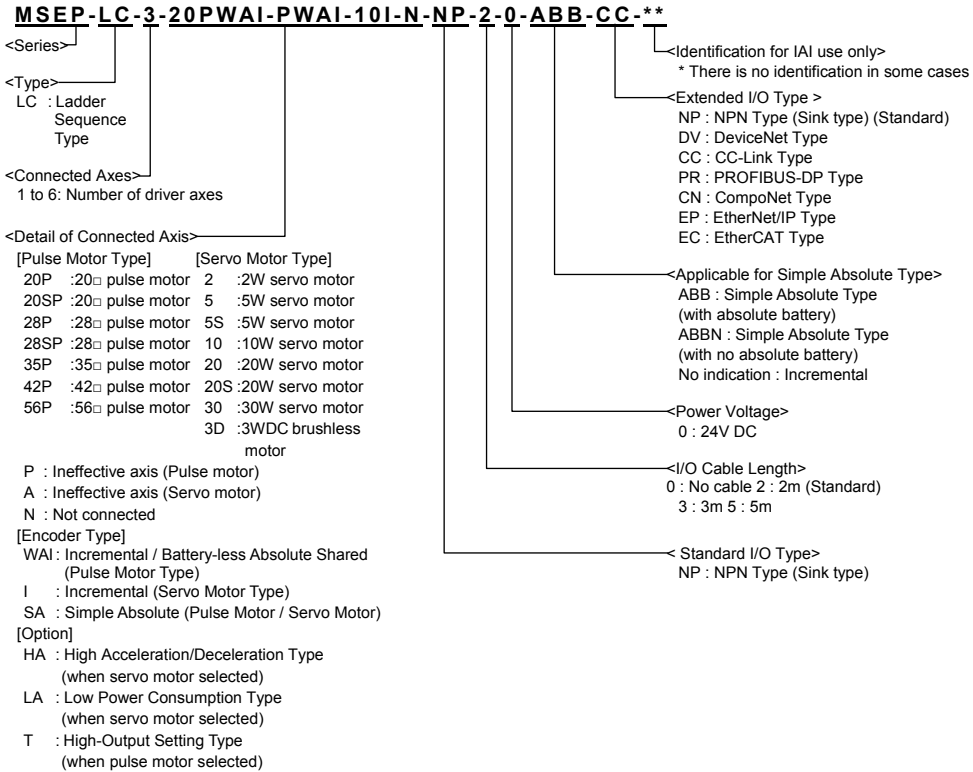 MSEP-LC-3-20PWAI-PWAI-10I-N-NP-2-0-ABB-CC-**
<Series>
<Type>
LC : Ladder
Sequence
Type
<Connected Axes>
1 to 6: Number of driver axes
<Detail of Connected Axis>
[Pulse Motor Type] [Servo Motor Type]
20P :20□ pulse motor 2 :2W servo motor
20SP :20□ pulse motor 5 :5W servo motor
28P :28□ pulse motor 5S :5W servo motor
28SP :28□ pulse motor 10 :10W servo motor
35P :35□ pulse motor 20 :20W servo motor
42P :42□ pulse motor 20S :20W servo motor
56P :56□ pulse motor 30 :30W servo motor
3D :3WDC brushless
motor
P : Ineffective axis (Pulse motor)
A : Ineffective axis (Servo motor)
N : Not connected
[Encoder Type]
WAI : Incremental / Battery-less Absolute Shared
(Pulse Motor Type)
I : Incremental (Servo Motor Type)
SA : Simple Absolute (Pulse Motor / Servo Motor)
[Option]
HA : High Acceleration/Deceleration Type
(when servo motor selected)
LA : Low Power Consumption Type
(when servo motor selected)
T : High-Output Setting Type
(when pulse motor selected)
<Identification for IAI use only>
* There is no identification in some cases
<Extended I/O Type >
NP : NPN Type (Sink type) (Standard)
DV : DeviceNet Type
CC : CC-Link Type
PR : PROFIBUS-DP Type
CN : CompoNet Type
EP : EtherNet/IP Type
EC : EtherCAT Type
<Applicable for Simple Absolute Type>
ABB : Simple Absolute Type
(with absolute battery)
ABBN : Simple Absolute Type
(with no absolute battery)
No indication : Incremental
<Power Voltage>
0 : 24V DC
<I/O Cable Length>
0 : No cable 2 : 2m (Standard)
3 : 3m 5 : 5m
< Standard I/O Type>
NP : NPN Type (Sink type)